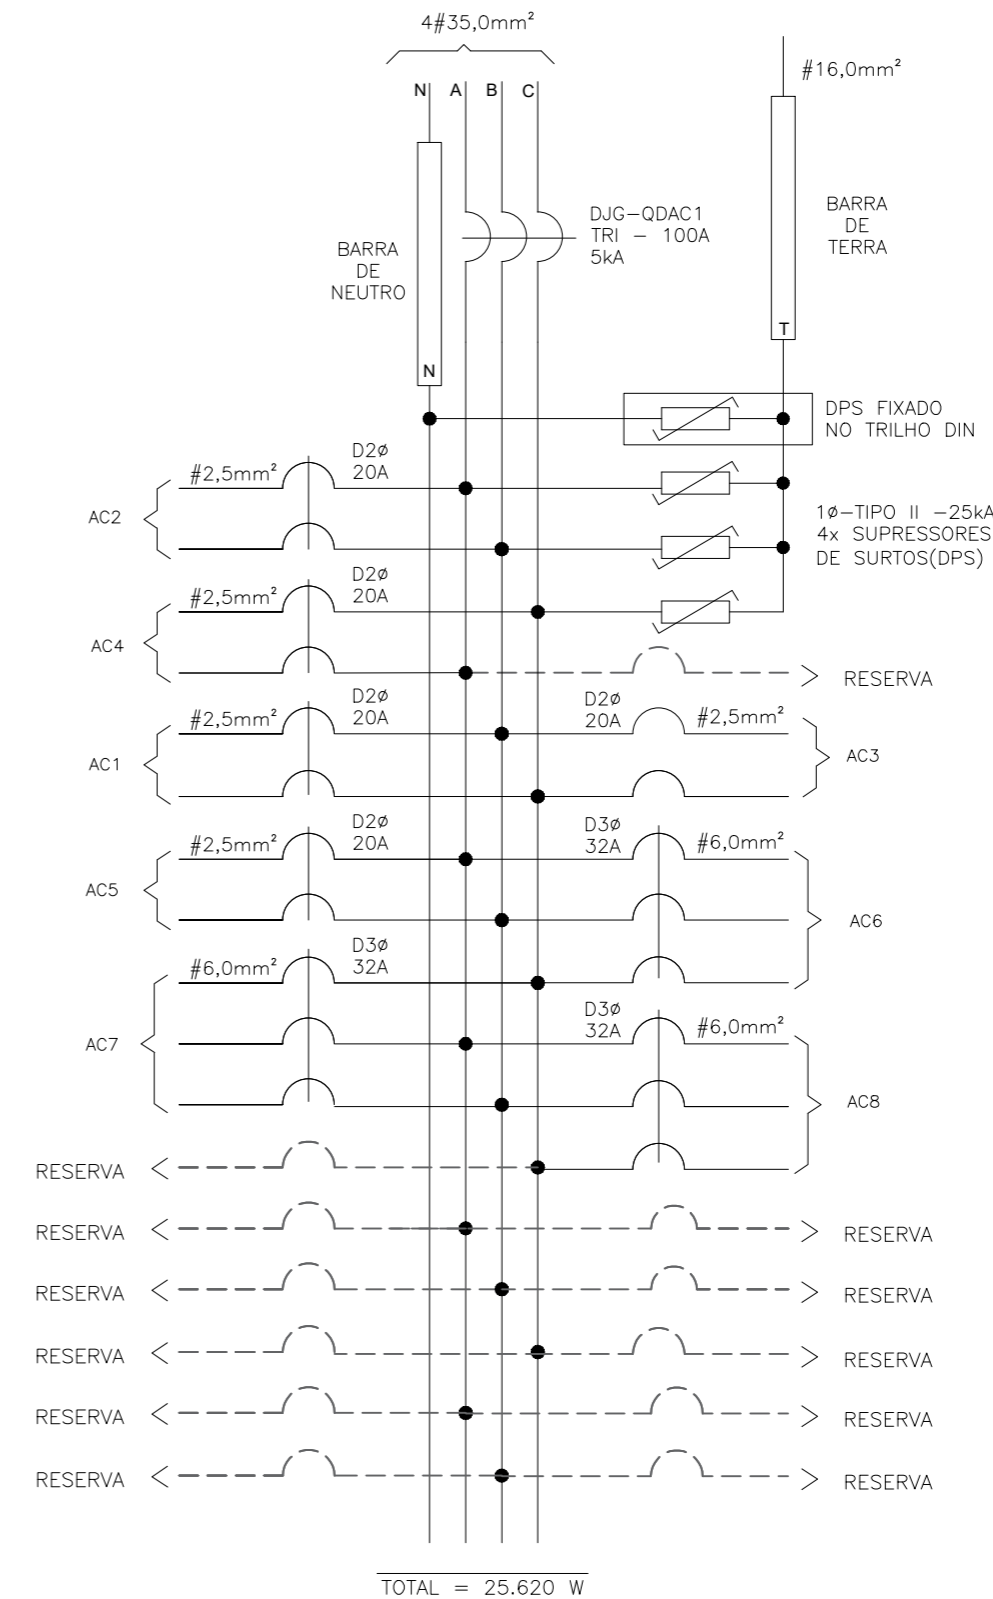 4#35,0mm²
N A B C
#16,0mm²
DJG-QDAC1
TRI - 100A
5kA
BARRA
DE
NEUTRO
BARRA
DE
TERRA
N
T
DPS FIXADO
NO TRILHO DIN
1ø-TIPO II -25kA
4x SUPRESSORES
DE SURTOS(DPS)
#2,5mm²
D2ø
20A
AC2
#2,5mm²
D2ø
20A
AC4
RESERVA
#2,5mm²
D2ø
20A
AC1
D2ø
20A
#2,5mm²
AC3
#2,5mm²
D2ø
20A
AC5
D3ø
32A
#6,0mm²
AC6
#6,0mm²
D3ø
32A
AC7
D3ø
32A
#6,0mm²
AC8
RESERVA
RESERVA
RESERVA
RESERVA
RESERVA
RESERVA
RESERVA
RESERVA
RESERVA
RESERVA
RESERVA
TOTAL = 25.620 W